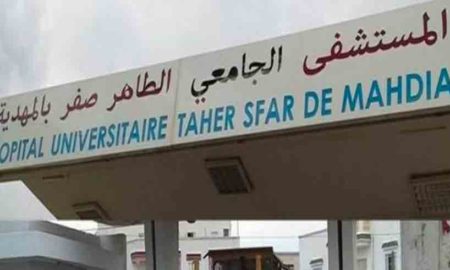 المستشفى الجامعي الطاهر صفر بالمهدية
OPITAL UNIVERSITAIRE TAHER SFAR DE MAHDIA